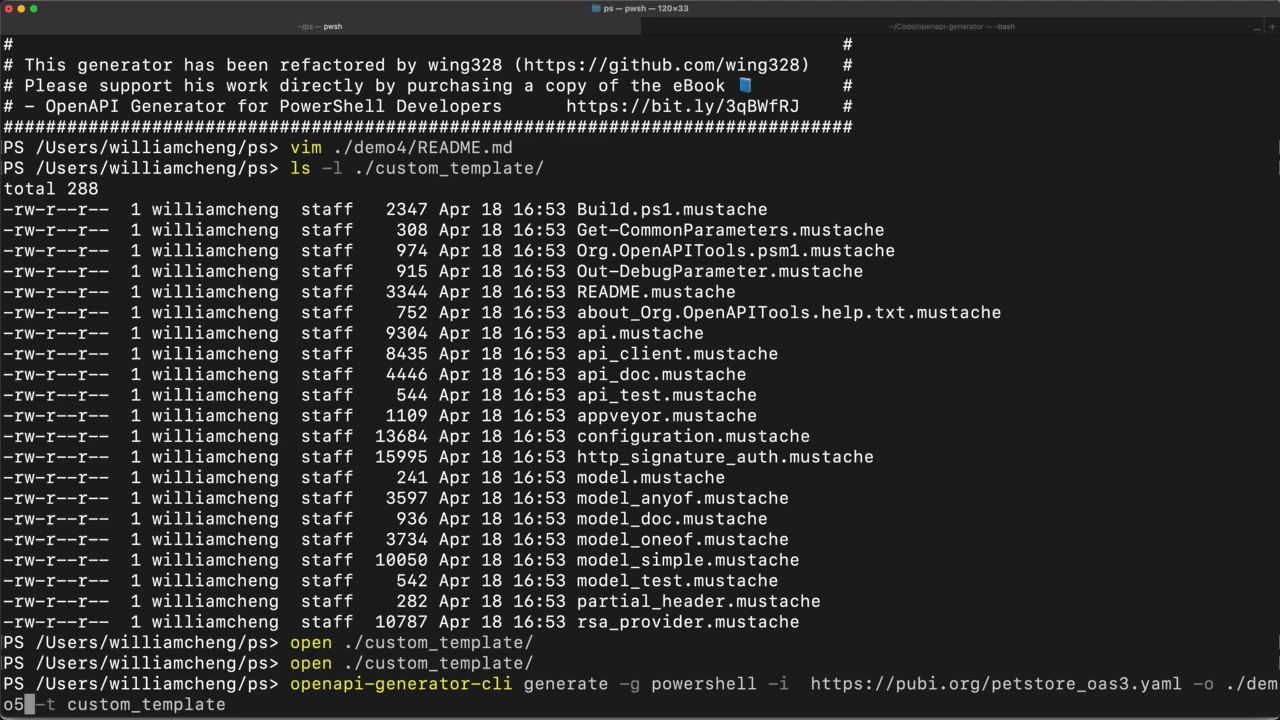 ps — pwsh — 120×33
~/ps — pwsh
~/Code/openapi-generator — -bash
#                                                                               #
# This generator has been refactored by wing328 (https://github.com/wing328)   #
# Please support his work directly by purchasing a copy of the eBook 📘         #
# - OpenAPI Generator for PowerShell Developers      https://bit.ly/3qBWfRJ    #
################################################################################
PS /Users/williamcheng/ps> vim ./demo4/README.md
PS /Users/williamcheng/ps> ls -l ./custom_template/
total 288
-rw-r--r--  1 williamcheng  staff   2347 Apr 18 16:53 Build.ps1.mustache
-rw-r--r--  1 williamcheng  staff    308 Apr 18 16:53 Get-CommonParameters.mustache
-rw-r--r--  1 williamcheng  staff    974 Apr 18 16:53 Org.OpenAPITools.psm1.mustache
-rw-r--r--  1 williamcheng  staff    915 Apr 18 16:53 Out-DebugParameter.mustache
-rw-r--r--  1 williamcheng  staff   3344 Apr 18 16:53 README.mustache
-rw-r--r--  1 williamcheng  staff    752 Apr 18 16:53 about_Org.OpenAPITools.help.txt.mustache
-rw-r--r--  1 williamcheng  staff   9304 Apr 18 16:53 api.mustache
-rw-r--r--  1 williamcheng  staff   8435 Apr 18 16:53 api_client.mustache
-rw-r--r--  1 williamcheng  staff   4446 Apr 18 16:53 api_doc.mustache
-rw-r--r--  1 williamcheng  staff    544 Apr 18 16:53 api_test.mustache
-rw-r--r--  1 williamcheng  staff   1109 Apr 18 16:53 appveyor.mustache
-rw-r--r--  1 williamcheng  staff  13684 Apr 18 16:53 configuration.mustache
-rw-r--r--  1 williamcheng  staff  15995 Apr 18 16:53 http_signature_auth.mustache
-rw-r--r--  1 williamcheng  staff    241 Apr 18 16:53 model.mustache
-rw-r--r--  1 williamcheng  staff   3597 Apr 18 16:53 model_anyof.mustache
-rw-r--r--  1 williamcheng  staff    936 Apr 18 16:53 model_doc.mustache
-rw-r--r--  1 williamcheng  staff   3734 Apr 18 16:53 model_oneof.mustache
-rw-r--r--  1 williamcheng  staff  10050 Apr 18 16:53 model_simple.mustache
-rw-r--r--  1 williamcheng  staff    542 Apr 18 16:53 model_test.mustache
-rw-r--r--  1 williamcheng  staff    282 Apr 18 16:53 partial_header.mustache
-rw-r--r--  1 williamcheng  staff  10787 Apr 18 16:53 rsa_provider.mustache
PS /Users/williamcheng/ps> open ./custom_template/
PS /Users/williamcheng/ps> open ./custom_template/
PS /Users/williamcheng/ps> openapi-generator-cli generate -g powershell -i  https://pubi.org/petstore_oas3.yaml -o ./dem
o5 -t custom_template